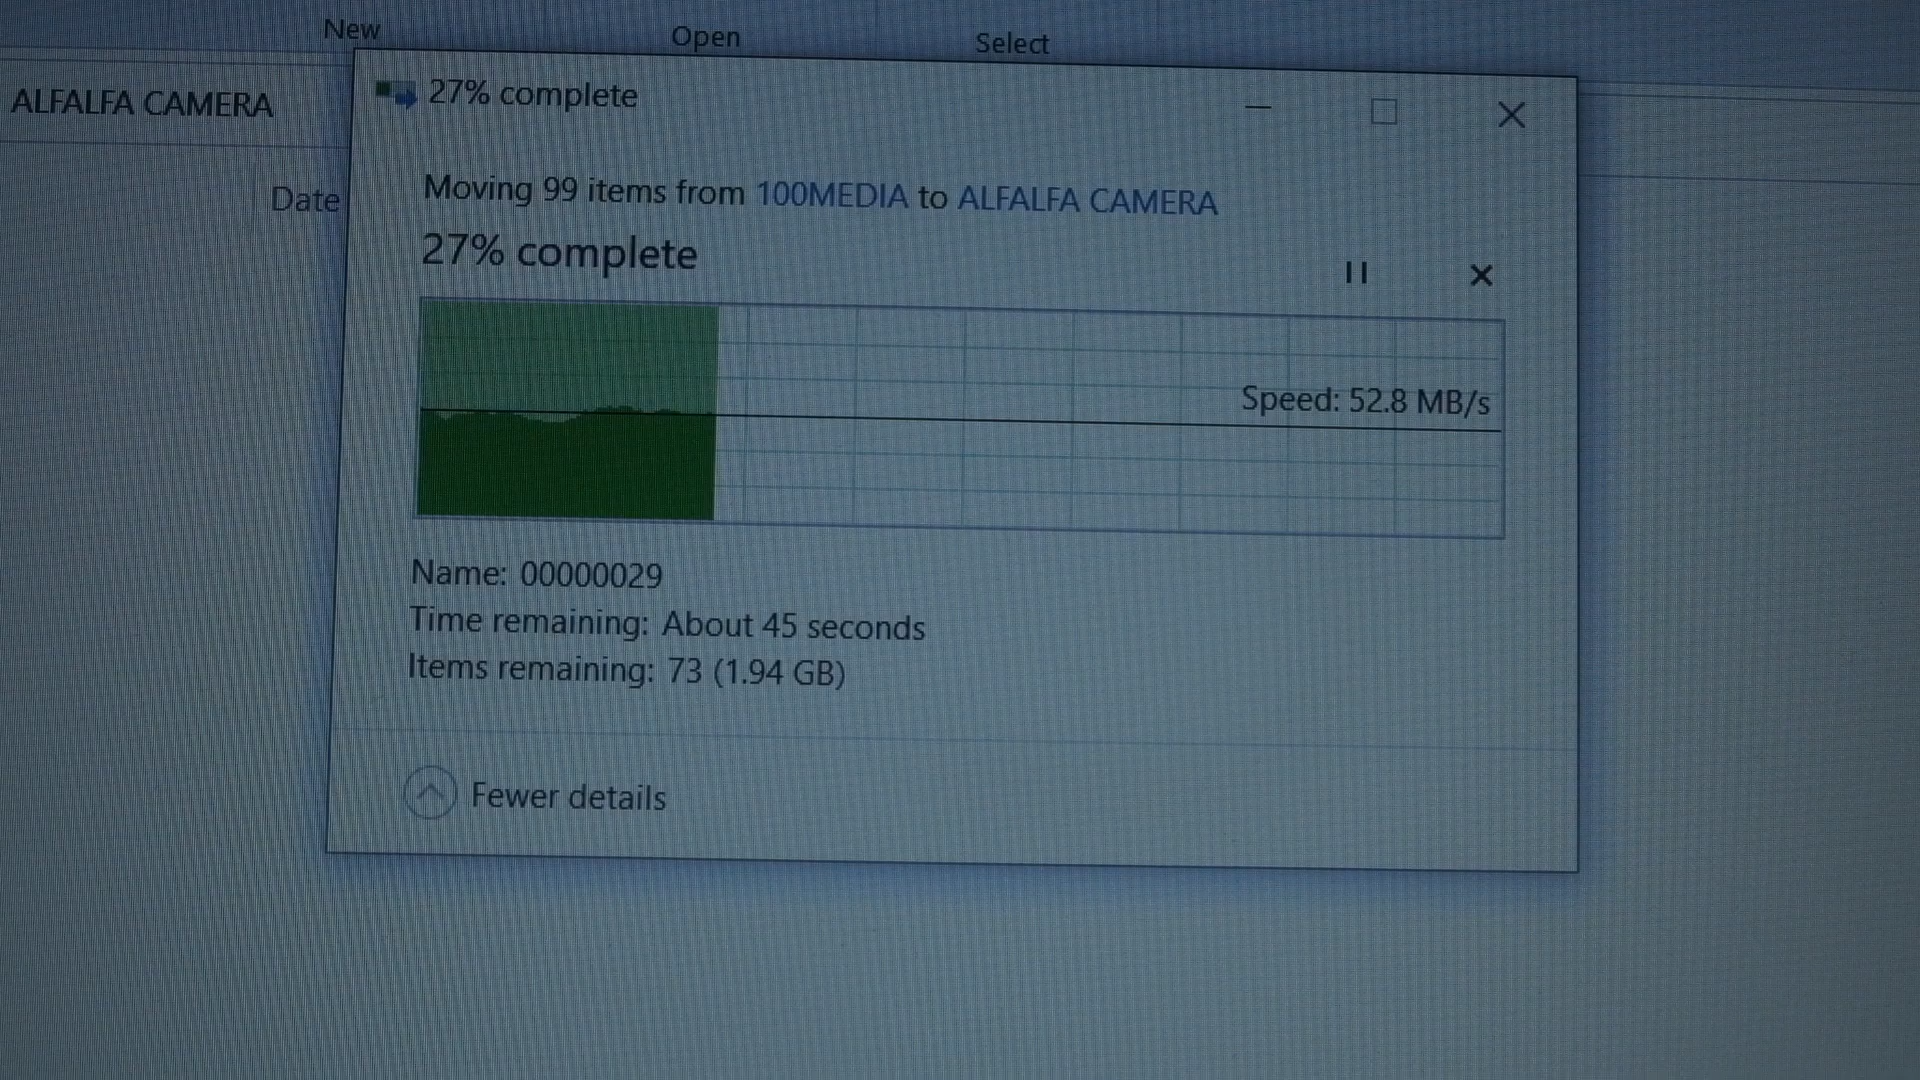 New
Open
Select
ALFALFA CAMERA
27% complete
Date
Moving 99 items from 100MEDIA to ALFALFA CAMERA
27% complete
Speed: 52.8 MB/s
Name: 00000029
Time remaining: About 45 seconds
Items remaining: 73 (1.94 GB)
Fewer details